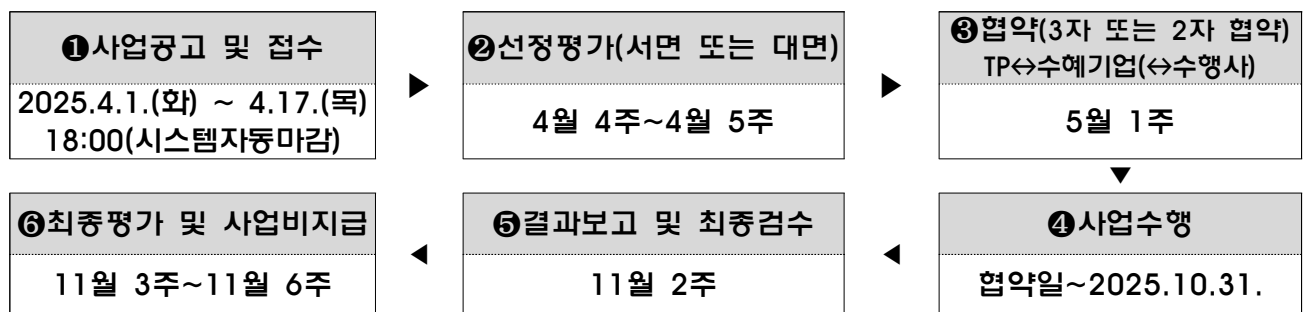 ❶사업공고 및 접수
2025.4.1.(화) ~ 4.17.(목)
18:00(시스템자동마감)
▶
❷선정평가(서면 또는 대면)
4월 4주~4월 5주
▶
❸협약(3자 또는 2자 협약)
TP↔수혜기업(↔수행사)
5월 1주
▼
❹사업수행
협약일~2025.10.31.
◀
❺결과보고 및 최종검수
11월 2주
◀
❻최종평가 및 사업비지급
11월 3주~11월 6주